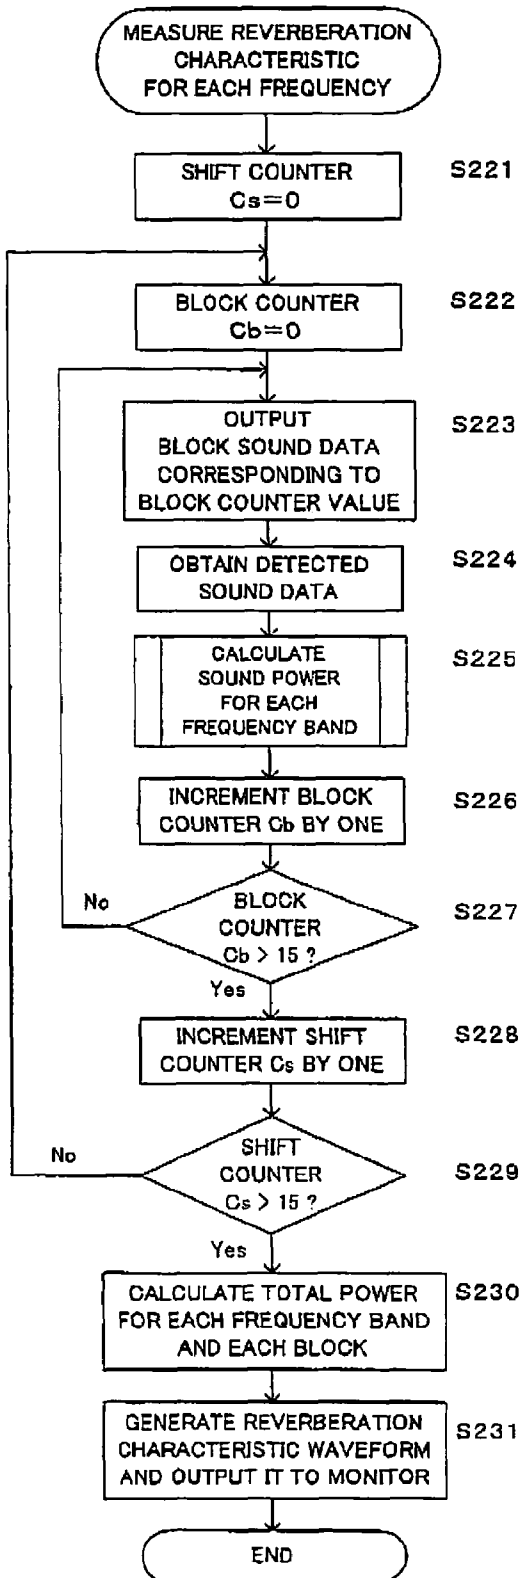 MEASURE REVERBERATION
CHARACTERISTIC
FOR EACH FREQUENCY
SHIFT COUNTER
Cs=0
S221
BLOCK COUNTER
Cb=0
S222
OUTPUT
BLOCK SOUND DATA
CORRESPONDING TO
BLOCK COUNTER VALUE
S223
OBTAIN DETECTED
SOUND DATA
S224
CALCULATE
SOUND POWER
FOR EACH
FREQUENCY BAND
S225
INCREMENT BLOCK
COUNTER Cb BY ONE
S226
BLOCK
COUNTER
Cb > 15 ?
S227
No
Yes
INCREMENT SHIFT
COUNTER Cs BY ONE
S228
SHIFT
COUNTER
Cs > 15 ?
S229
No
Yes
CALCULATE TOTAL POWER
FOR EACH FREQUENCY BAND
AND EACH BLOCK
S230
GENERATE REVERBERATION
CHARACTERISTIC WAVEFORM
AND OUTPUT IT TO MONITOR
S231
END